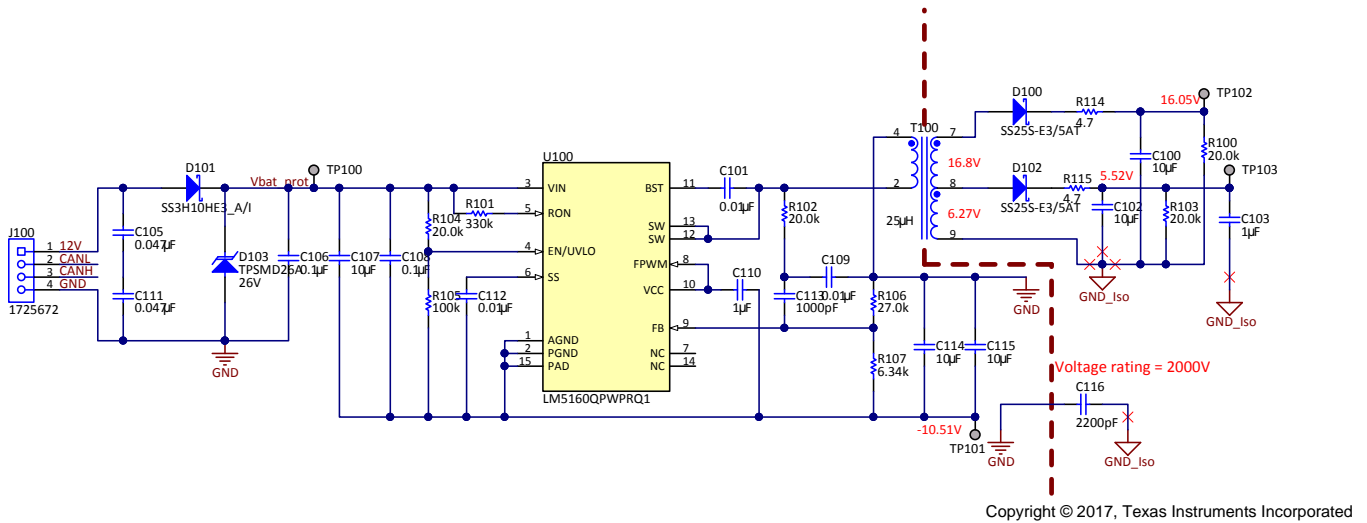 J100
1 12V
2 CANL
3 CANH
4 GND
1725672
C105
0.047µF
C111
0.047µF
D101
SS3H10HE3_A/I
Vbat_prot
TP100
D103
TPSMD26A
26V
GND
C106
0.1µF
C107
10µF
C108
0.1µF
R104
20.0k
R101
330k
R105
100k
C112
0.01µF
U100
3 VIN
5 RON
4 EN/UVLO
6 SS
1 AGND
2 PGND
15 PAD
BST 11
SW 13
SW 12
FPWM 8
VCC 10
FB 9
NC 7
NC 14
LM5160QPWPRQ1
C101
0.01µF
C110
1µF
R102
20.0k
C109
0.01µF
C113
1000pF
R106
27.0k
R107
6.34k
C114
10µF
C115
10µF
GND
-10.51V
TP101
T100
4
2
7
8
9
25µH
16.8V
6.27V
D100
SS25S-E3/5AT
R114
4.7
16.05V
TP102
C100
10µF
R100
20.0k
D102
SS25S-E3/5AT
R115
4.7
5.52V
TP103
C102
10µF
R103
20.0k
C103
1µF
GND_Iso
GND_Iso
Voltage rating = 2000V
C116
2200pF
GND
GND_Iso
Copyright © 2017, Texas Instruments Incorporated